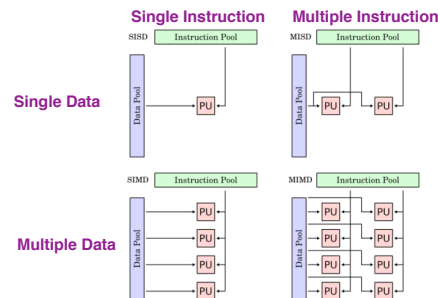 Single Instruction
Multiple Instruction
SISD
Instruction Pool
MISD
Instruction Pool
Single Data
Data Pool
PU
Data Pool
PU
PU
SIMD
Instruction Pool
MIMD
Instruction Pool
Multiple Data
Data Pool
PU
PU
PU
PU
Data Pool
PU
PU
PU
PU
PU
PU
PU
PU